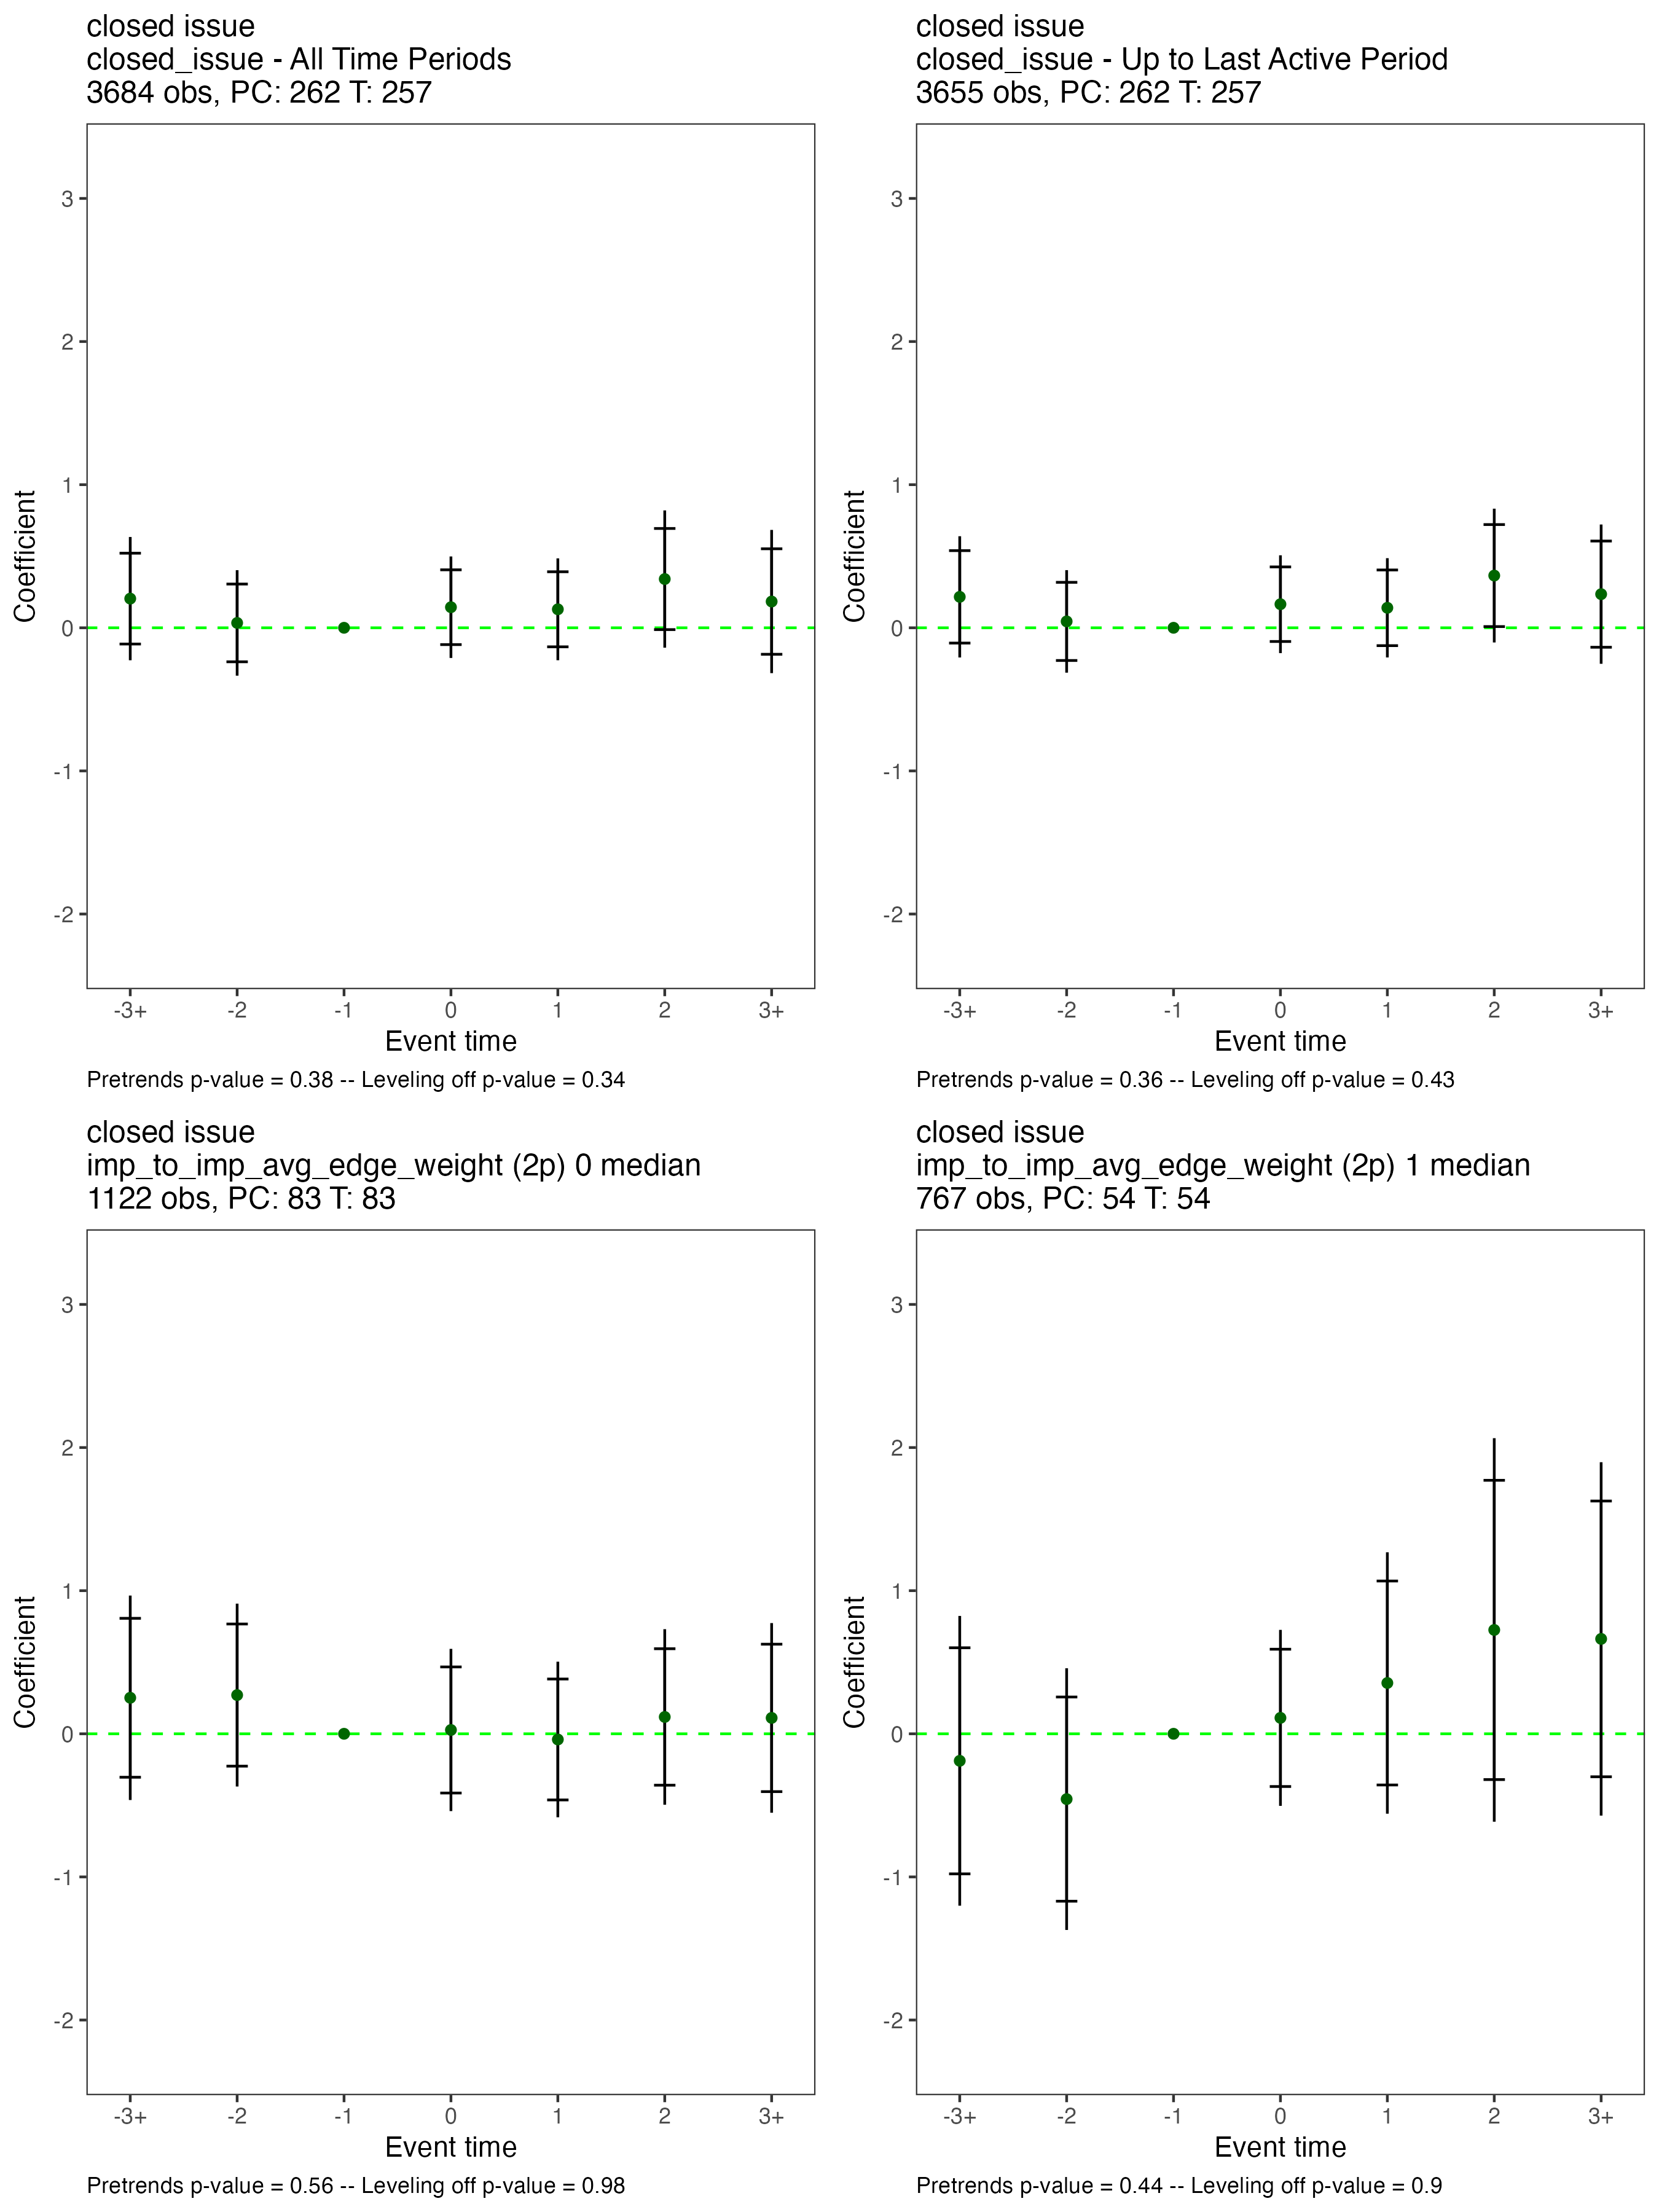 closed issue
closed_issue - All Time Periods
3684 obs, PC: 262 T: 257
3
2
1
0
-1
-2
Coefficient
-3+ -2 -1 0 1 2 3+
Event time
Pretrends p-value = 0.38 -- Leveling off p-value = 0.34
closed issue
closed_issue - Up to Last Active Period
3655 obs, PC: 262 T: 257
3
2
1
0
-1
-2
Coefficient
-3+ -2 -1 0 1 2 3+
Event time
Pretrends p-value = 0.36 -- Leveling off p-value = 0.43
closed issue
imp_to_imp_avg_edge_weight (2p) 0 median
1122 obs, PC: 83 T: 83
3
2
1
0
-1
-2
Coefficient
-3+ -2 -1 0 1 2 3+
Event time
Pretrends p-value = 0.56 -- Leveling off p-value = 0.98
closed issue
imp_to_imp_avg_edge_weight (2p) 1 median
767 obs, PC: 54 T: 54
3
2
1
0
-1
-2
Coefficient
-3+ -2 -1 0 1 2 3+
Event time
Pretrends p-value = 0.44 -- Leveling off p-value = 0.9